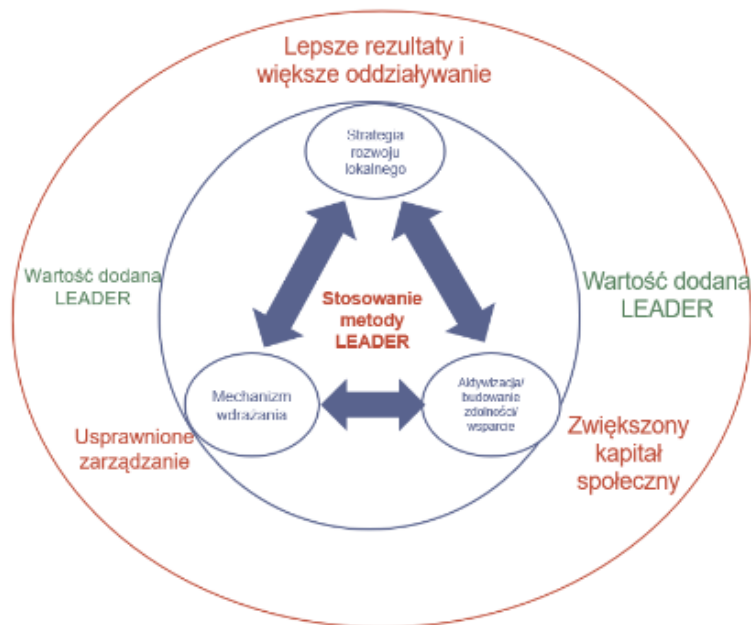 Lepsze rezultaty i
większe oddziaływanie
Strategia
rozwoju
lokalnego
Wartość dodana
LEADER
Stosowanie
metody
LEADER
Wartość dodana
LEADER
Mechanizm
wdrażania
Aktywizacja/
budowanie
zdolności/
wsparcie
Usprawnione
zarządzanie
Zwiększony
kapitał
społeczny